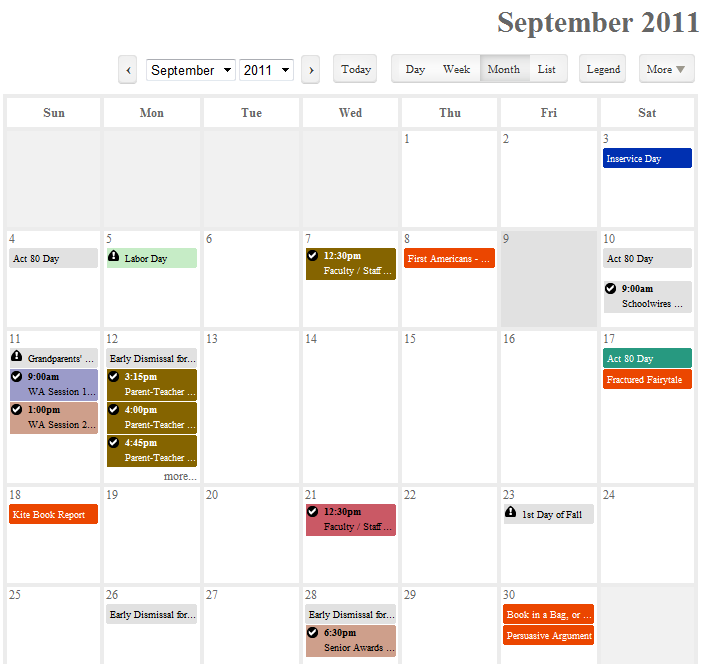 September 2011
‹ September 2011 › Today Day Week Month List Legend More
Sun Mon Tue Wed Thu Fri Sat
1 2 3
Inservice Day
4 5 6 7 8 9 10
Act 80 Day
Labor Day
12:30pm
Faculty / Staff ...
First Americans - ...
Act 80 Day
9:00am
Schoolwires ...
11 12 13 14 15 16 17
Grandparents' ...
9:00am
WA Session 1...
1:00pm
WA Session 2...
Early Dismissal for...
3:15pm
Parent-Teacher ...
4:00pm
Parent-Teacher ...
4:45pm
Parent-Teacher ...
more...
Act 80 Day
Fractured Fairytale
18 19 20 21 22 23 24
Kite Book Report
12:30pm
Faculty / Staff ...
1st Day of Fall
25 26 27 28 29 30
Early Dismissal for...
Early Dismissal for...
6:30pm
Senior Awards ...
Book in a Bag, or ...
Persuasive Argument